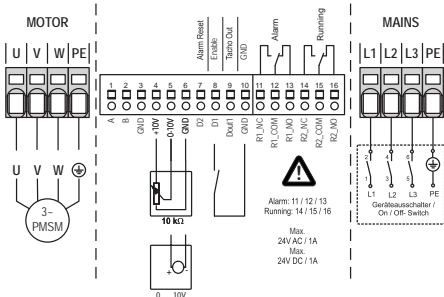 MOTOR
U V W PE
U V W
3~
PMSM
Alarm Reset
Enable
Tacho Out
GND
Alarm
Running
1 2 3 4 5 6 7 8 9 10 11 12 13 14 15 16
A
B
GND
+10V
0-10V
GND
D2
D1
Dout1
GND
R1_NC
R1_COM
R1_NO
R2_NC
R2_COM
R2_NO
10 kΩ
+ -
0 10V
Alarm: 11 / 12 / 13
Running: 14 / 15 / 16
Max.
24V AC / 1A
Max.
24V DC / 1A
MAINS
L1 L2 L3 PE
2 4 6
1 3 5
L1 L2 L3 PE
Geräteausschalter /
On / Off- Switch